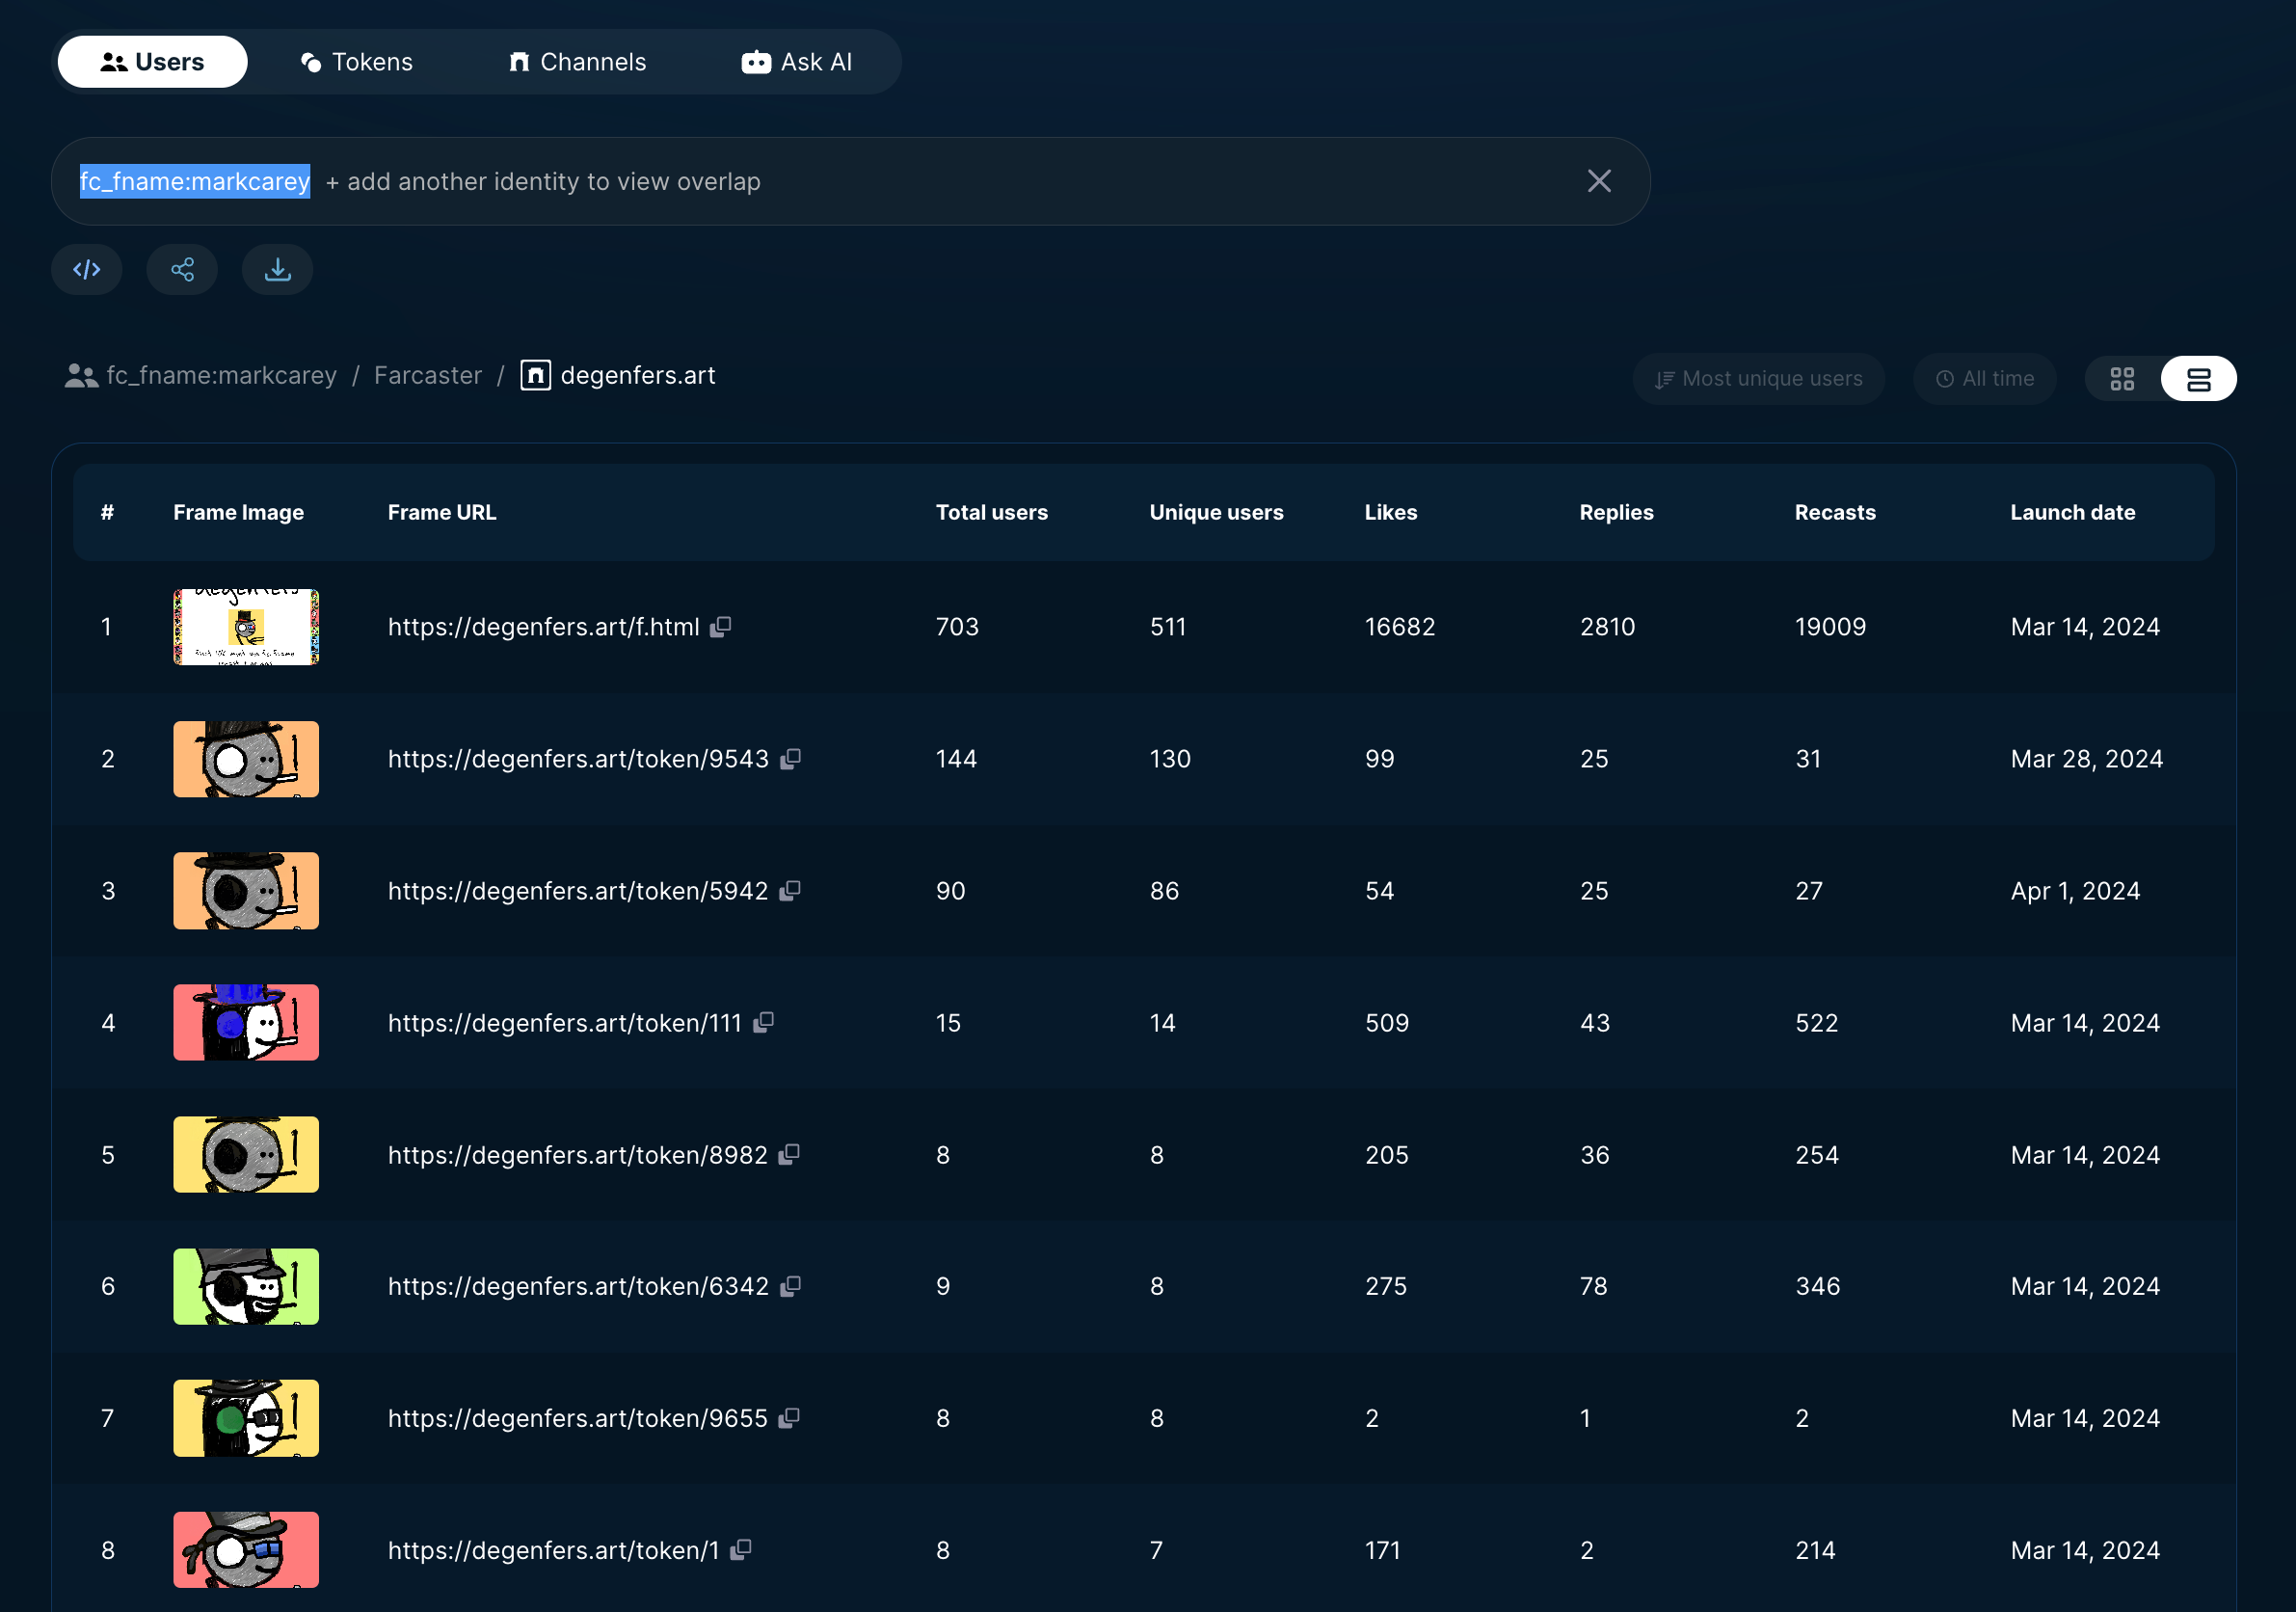 Users Tokens Channels Ask AI
fc_fname:markcarey + add another identity to view overlap
fc_fname:markcarey / Farcaster / degenfers.art Most unique users All time
# Frame Image Frame URL Total users Unique users Likes Replies Recasts Launch date
degenfers
1 https://degenfers.art/f.html 703 511 16682 2810 19009 Mar 14, 2024
2 https://degenfers.art/token/9543 144 130 99 25 31 Mar 28, 2024
3 https://degenfers.art/token/5942 90 86 54 25 27 Apr 1, 2024
4 https://degenfers.art/token/111 15 14 509 43 522 Mar 14, 2024
5 https://degenfers.art/token/8982 8 8 205 36 254 Mar 14, 2024
6 https://degenfers.art/token/6342 9 8 275 78 346 Mar 14, 2024
7 https://degenfers.art/token/9655 8 8 2 1 2 Mar 14, 2024
8 https://degenfers.art/token/1 8 7 171 2 214 Mar 14, 2024